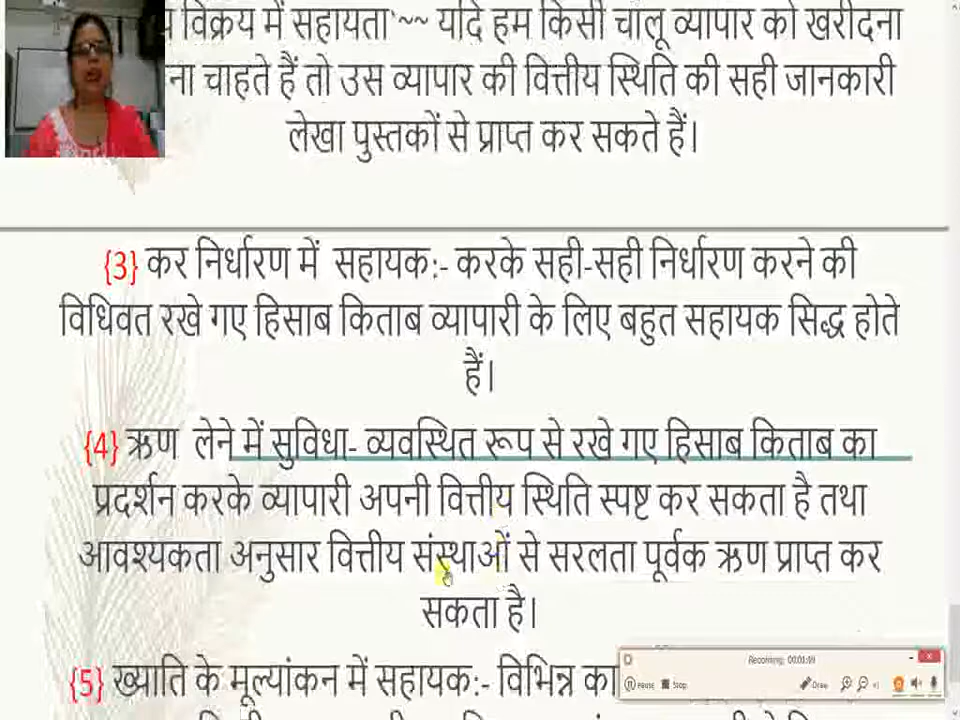 विक्रय में सहायता`~~ यदि हम किसी चालू व्यापार को खरीदना
ना चाहते हैं तो उस व्यापार की वित्तीय स्थिति की सही जानकारी
लेखा पुस्तकों से प्राप्त कर सकते हैं।
{3} कर निर्धारण में सहायक:- करके सही-सही निर्धारण करने की
विधिवत रखे गए हिसाब किताब व्यापारी के लिए बहुत सहायक सिद्ध होते
हैं।
{4} ऋण लेने में सुविधा- व्यवस्थित रूप से रखे गए हिसाब किताब का
प्रदर्शन करके व्यापारी अपनी वित्तीय स्थिति स्पष्ट कर सकता है तथा
आवश्यकता अनुसार वित्तीय संस्थाओं से सरलता पूर्वक ऋण प्राप्त कर
सकता है।
{5} ख्याति के मूल्यांकन में सहायक:- विभिन्न का
Recording: 00:01:59
Pause Stop Draw